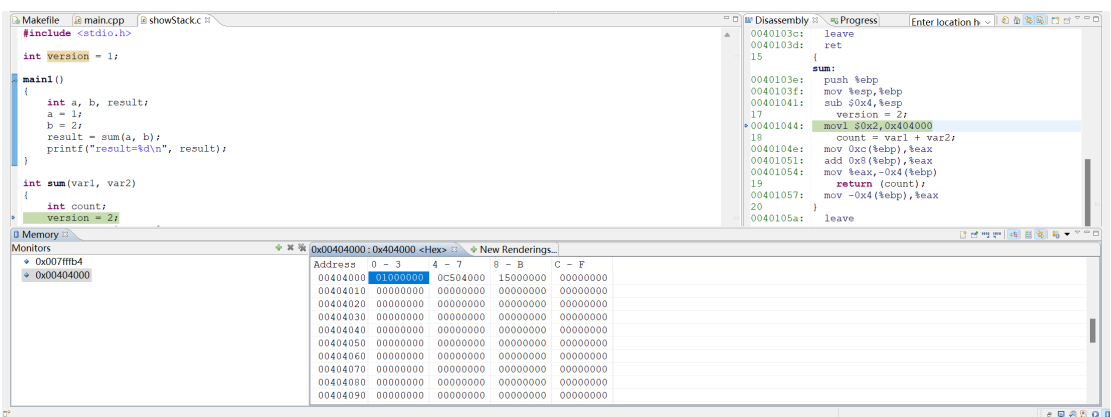 Makefile main.cpp showStack.c
#include <stdio.h>
int version = 1;
main1()
{
int a, b, result;
a = 1;
b = 2;
result = sum(a, b);
printf("result=%d\n", result);
}
int sum(var1, var2)
{
int count;
version = 2;
Disassembly Progress Enter location h
0040103c: leave
0040103d: ret
15 {
sum:
0040103e: push %ebp
0040103f: mov %esp,%ebp
00401041: sub $0x4,%esp
17 version = 2;
00401044: movl $0x2,0x404000
18 count = var1 + var2;
0040104e: mov 0xc(%ebp),%eax
00401051: add 0x8(%ebp),%eax
00401054: mov %eax,-0x4(%ebp)
19 return (count);
00401057: mov -0x4(%ebp),%eax
20 }
0040105a: leave
Memory
Monitors
0x007fffb4
0x00404000
0x00404000 : 0x404000 <Hex> New Renderings...
Address 0 - 3 4 - 7 8 - B C - F
00404000 01000000 0C504000 15000000 00000000
00404010 00000000 00000000 00000000 00000000
00404020 00000000 00000000 00000000 00000000
00404030 00000000 00000000 00000000 00000000
00404040 00000000 00000000 00000000 00000000
00404050 00000000 00000000 00000000 00000000
00404060 00000000 00000000 00000000 00000000
00404070 00000000 00000000 00000000 00000000
00404080 00000000 00000000 00000000 00000000
00404090 00000000 00000000 00000000 00000000